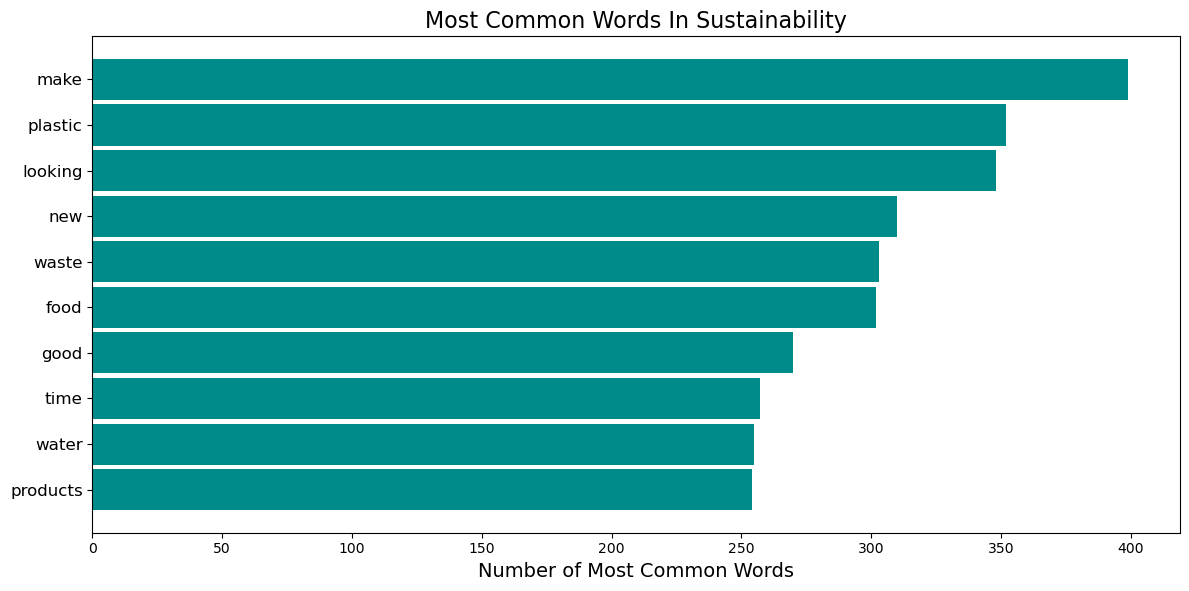 Most Common Words In Sustainability
make
plastic
looking
new
waste
food
good
time
water
products
0 50 100 150 200 250 300 350 400
Number of Most Common Words